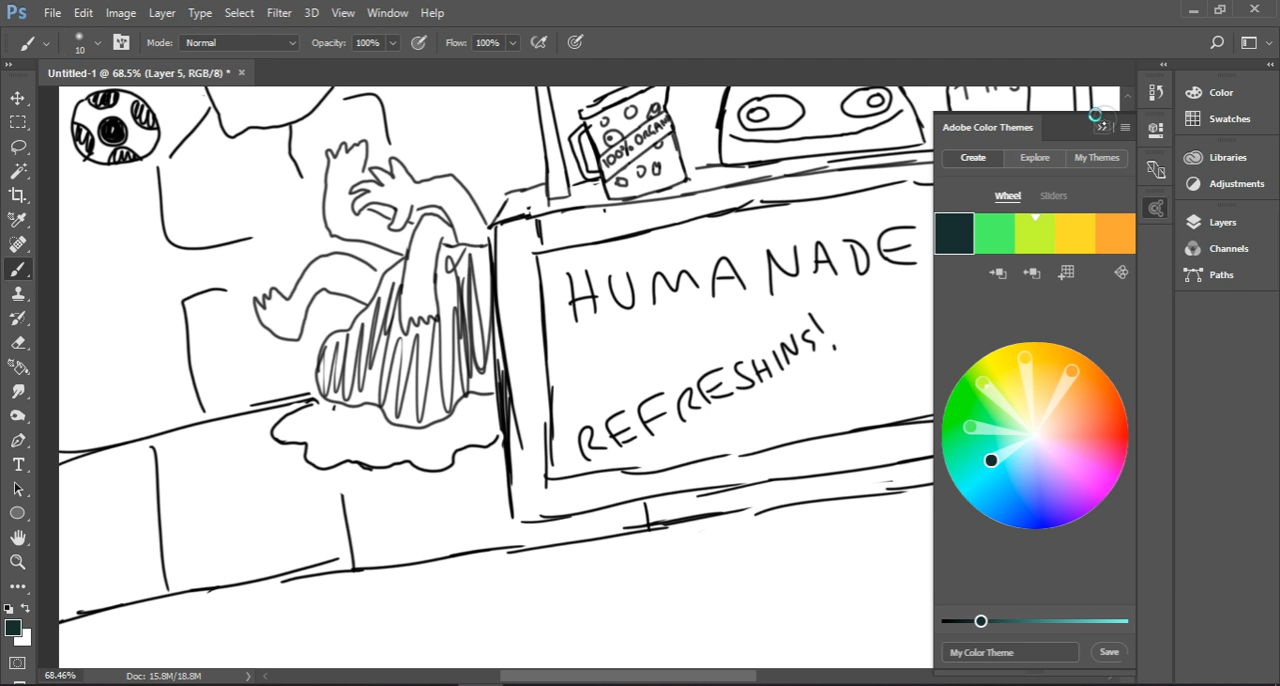 Ps File Edit Image Layer Type Select Filter 3D View Window Help
10 Mode: Normal Opacity: 100% Flow: 100%
Untitled-1 @ 68.5% (Layer 5, RGB/8) *
100% ORGAN
HUMANADE
REFRESHINS!
Adobe Color Themes
Create Explore My Themes
Wheel Sliders
My Color Theme Save
Color
Swatches
Libraries
Adjustments
Layers
Channels
Paths
68.46% Doc: 15.8M/18.8M